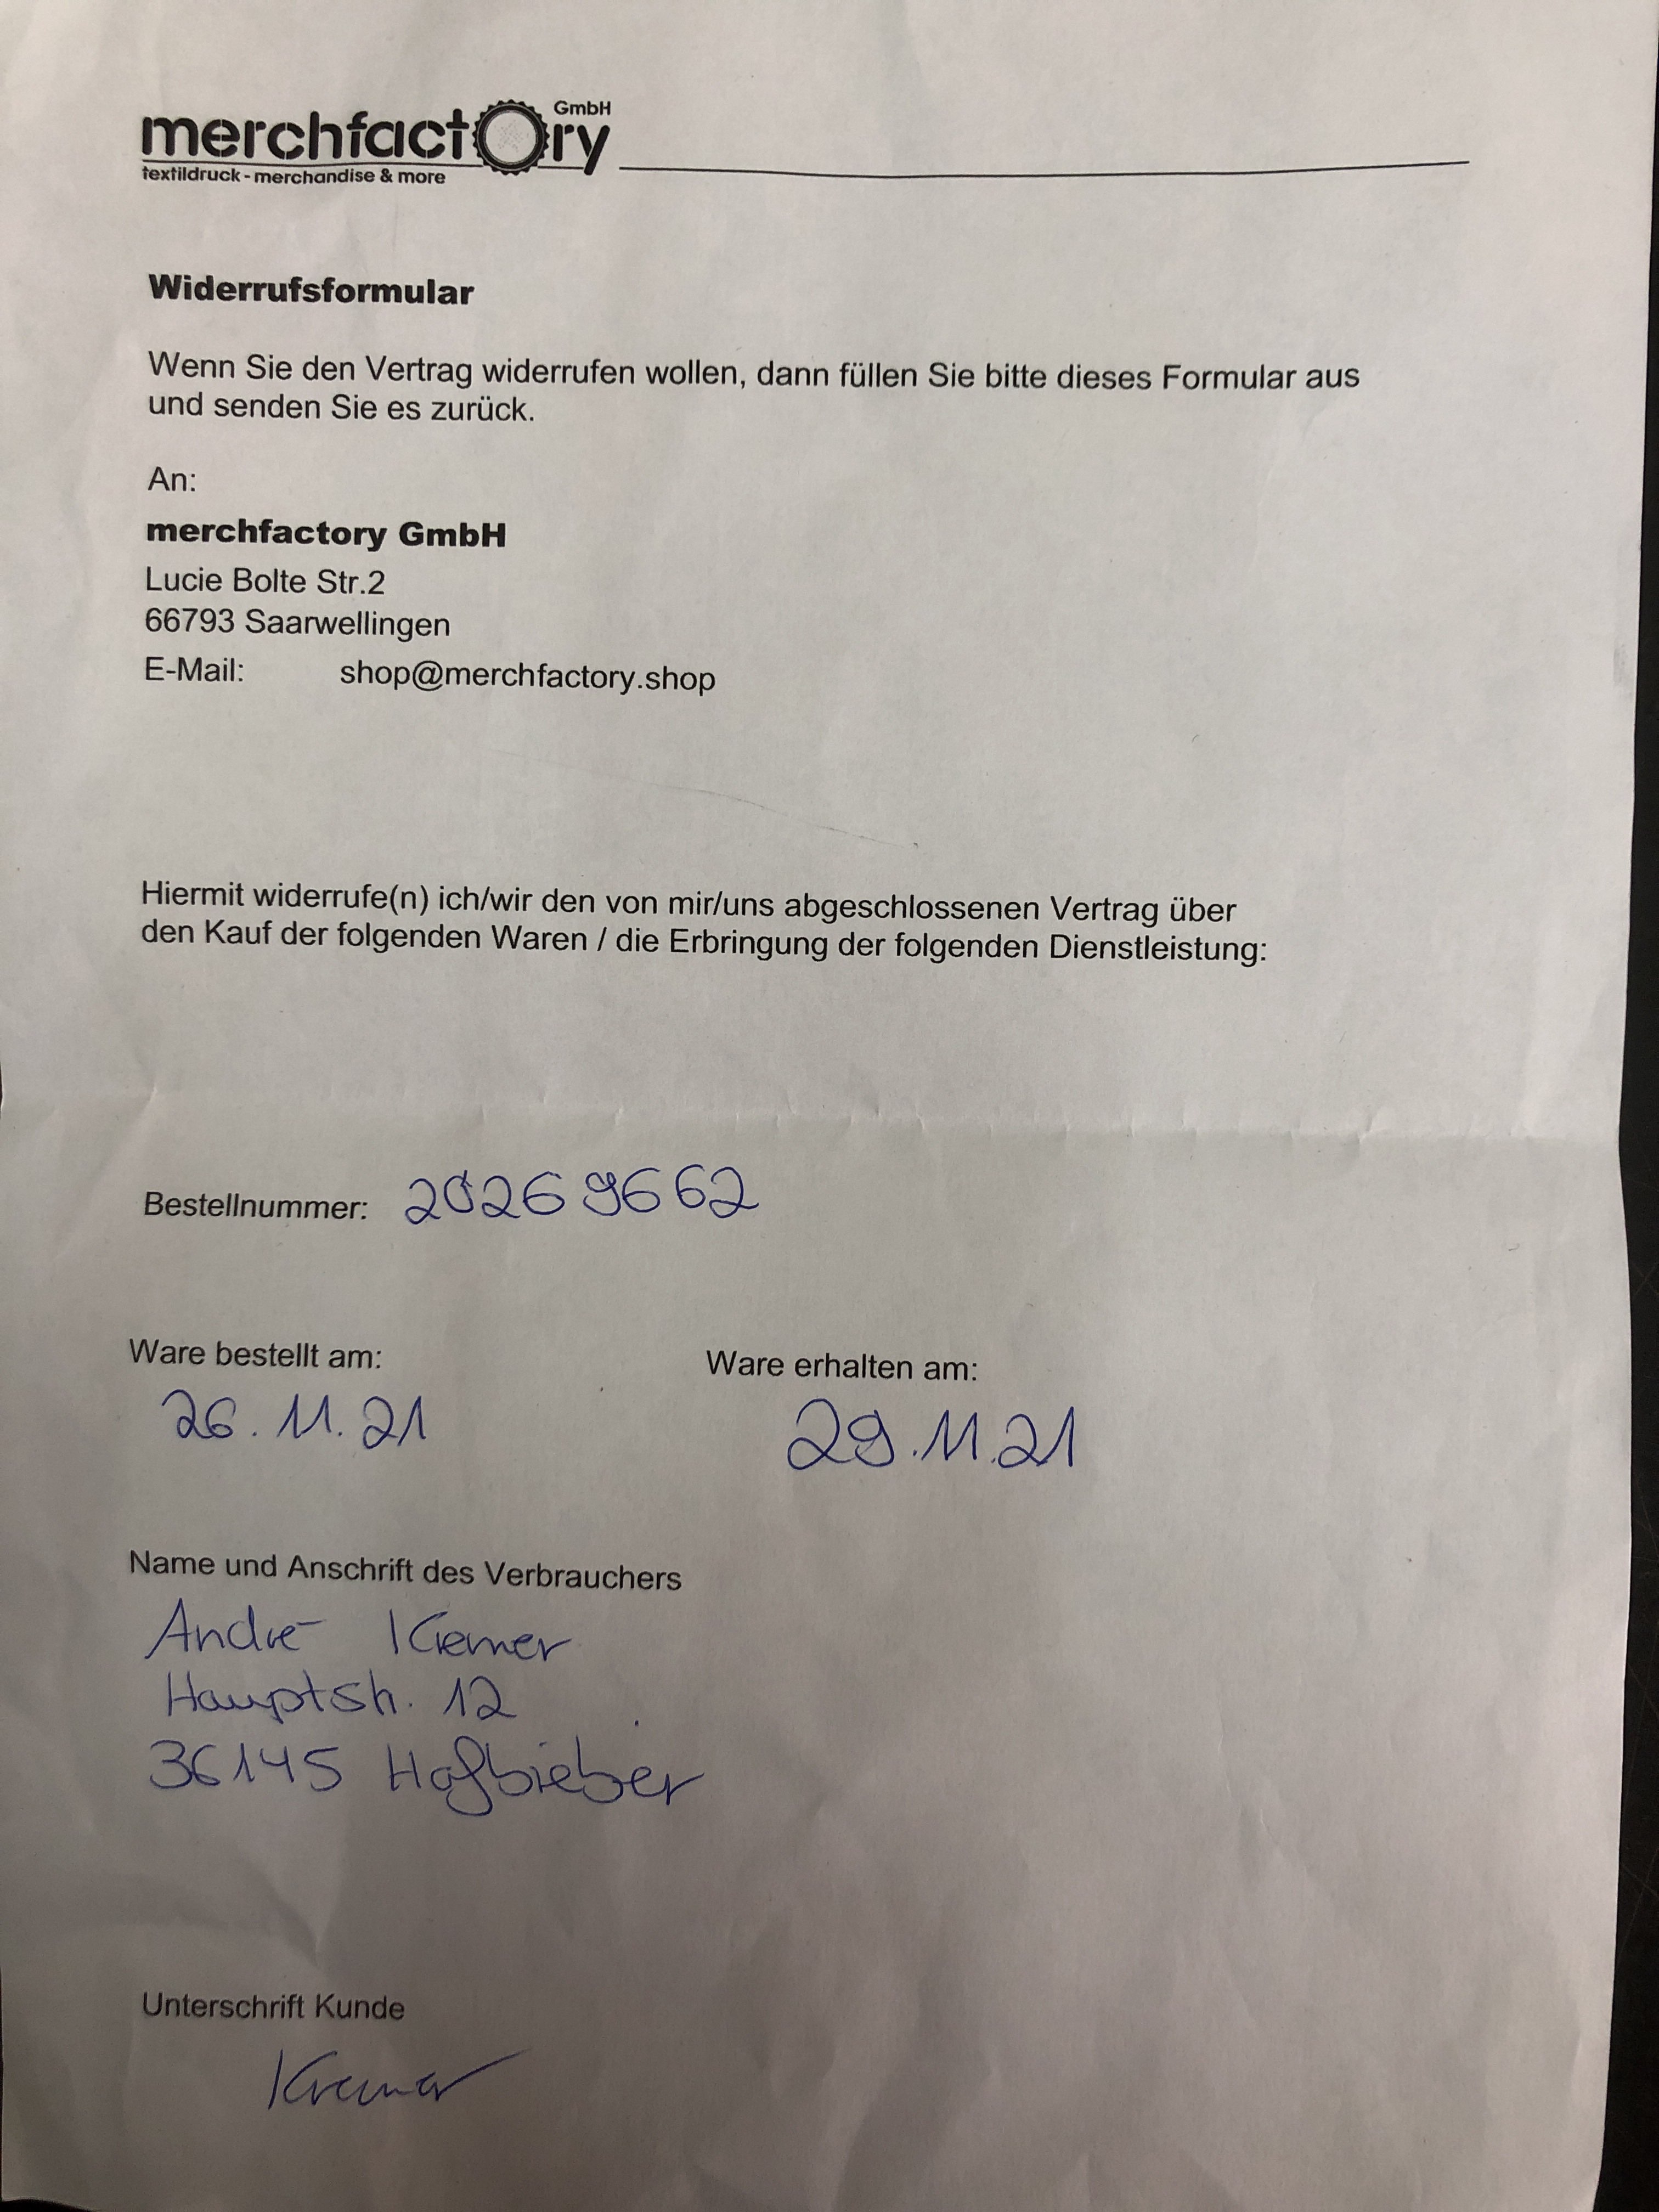 merchfactory GmbH
textildruck - merchandise & more
Widerrufsformular
Wenn Sie den Vertrag widerrufen wollen, dann füllen Sie bitte dieses Formular aus
und senden Sie es zurück.
An:
merchfactory GmbH
Lucie Bolte Str.2
66793 Saarwellingen
E-Mail: shop@merchfactory.shop
Hiermit widerrufe(n) ich/wir den von mir/uns abgeschlossenen Vertrag über
den Kauf der folgenden Waren / die Erbringung der folgenden Dienstleistung:
Bestellnummer: 20269662
Ware bestellt am: Ware erhalten am:
26.11.21 29.11.21
Name und Anschrift des Verbrauchers
André Kremer
Hauptstr. 12
36145 Hofbieber
Unterschrift Kunde
Kremer